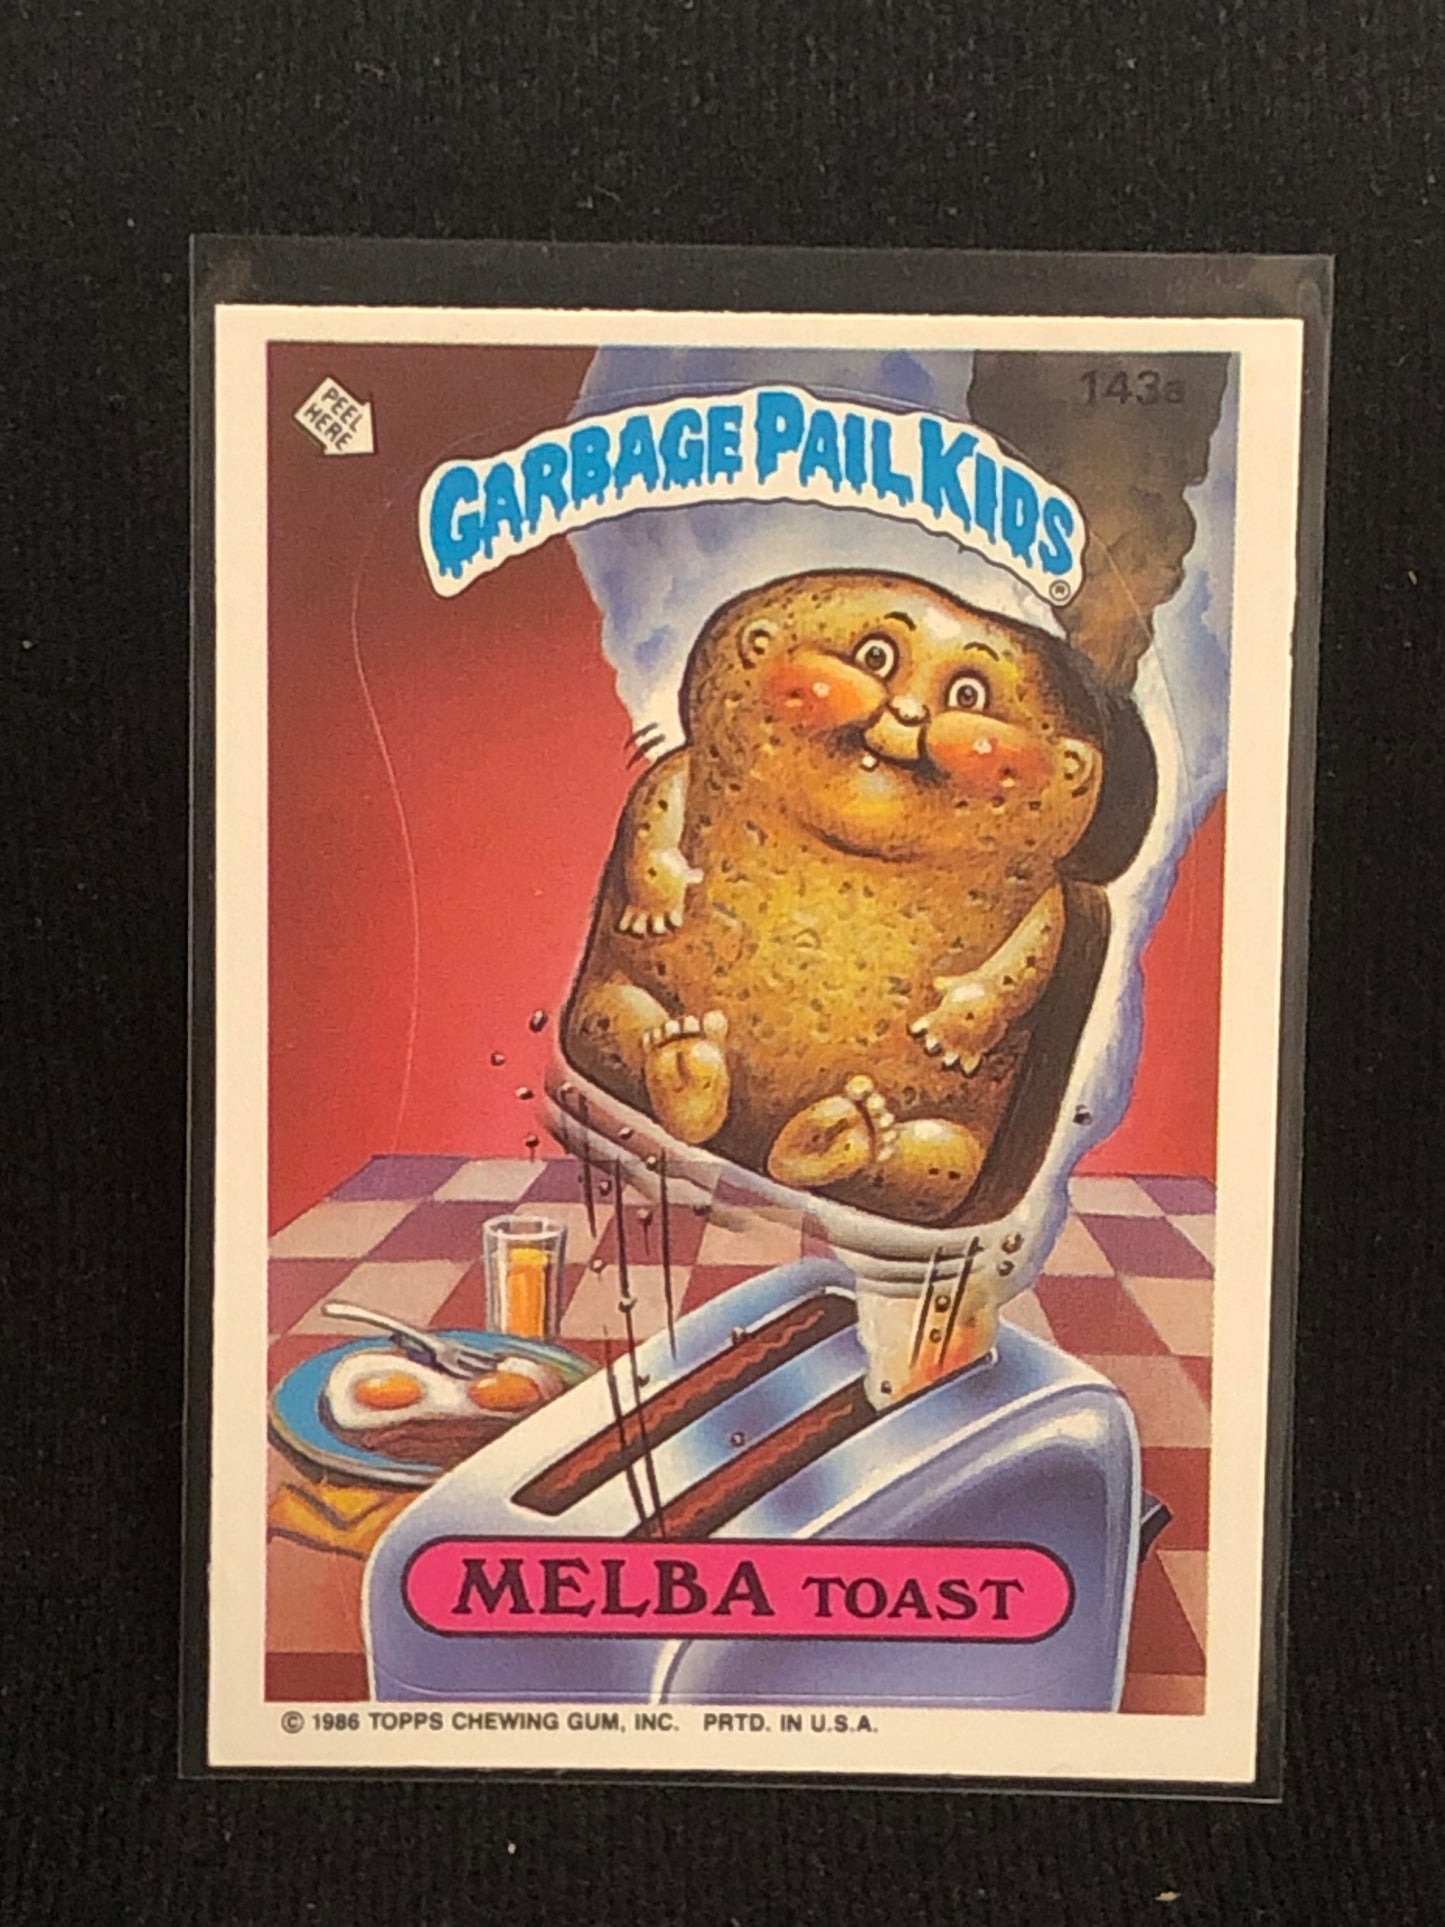 143a
PEEL
HERE
GARBAGE PAIL KIDS
®
MELBA TOAST
© 1986 TOPPS CHEWING GUM, INC. PRTD. IN U.S.A.